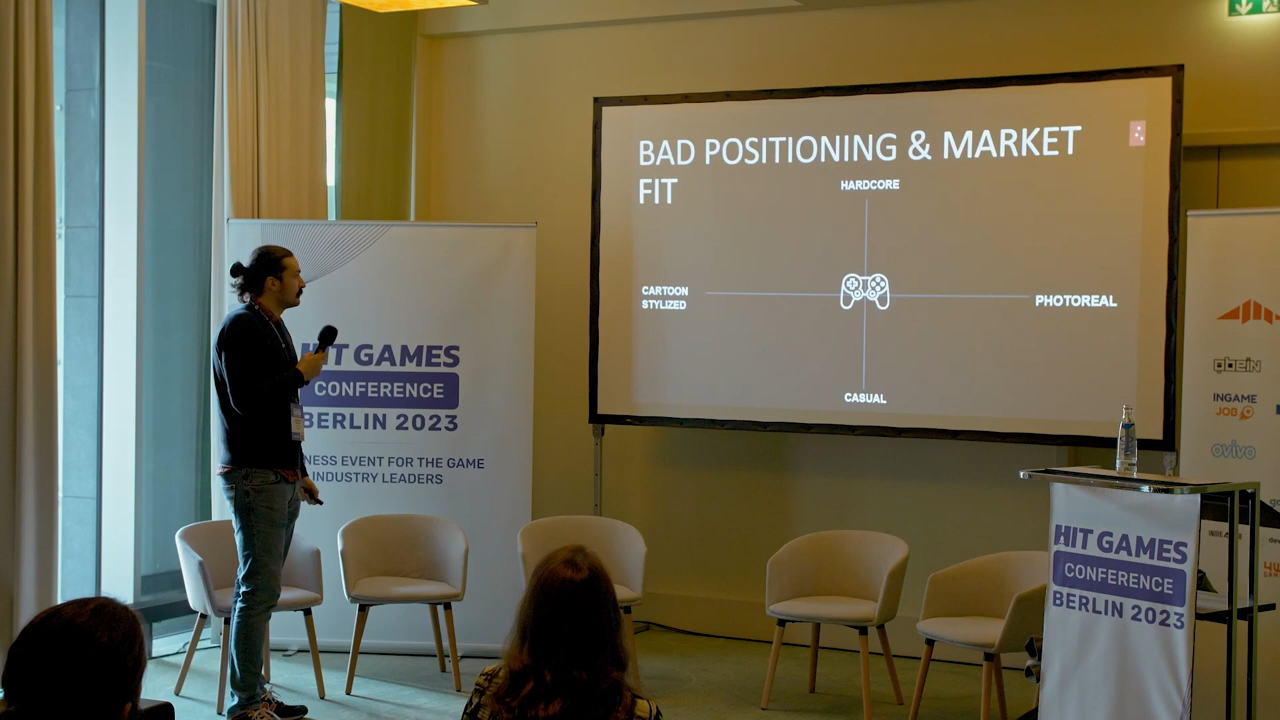 BAD POSITIONING & MARKET
FIT
HARDCORE
CARTOON
STYLIZED
PHOTOREAL
CASUAL
HIT GAMES
CONFERENCE
BERLIN 2023
NESS EVENT FOR THE GAME
INDUSTRY LEADERS
INGAME
JOB
ovivo
HIT GAMES
CONFERENCE
BERLIN 2023